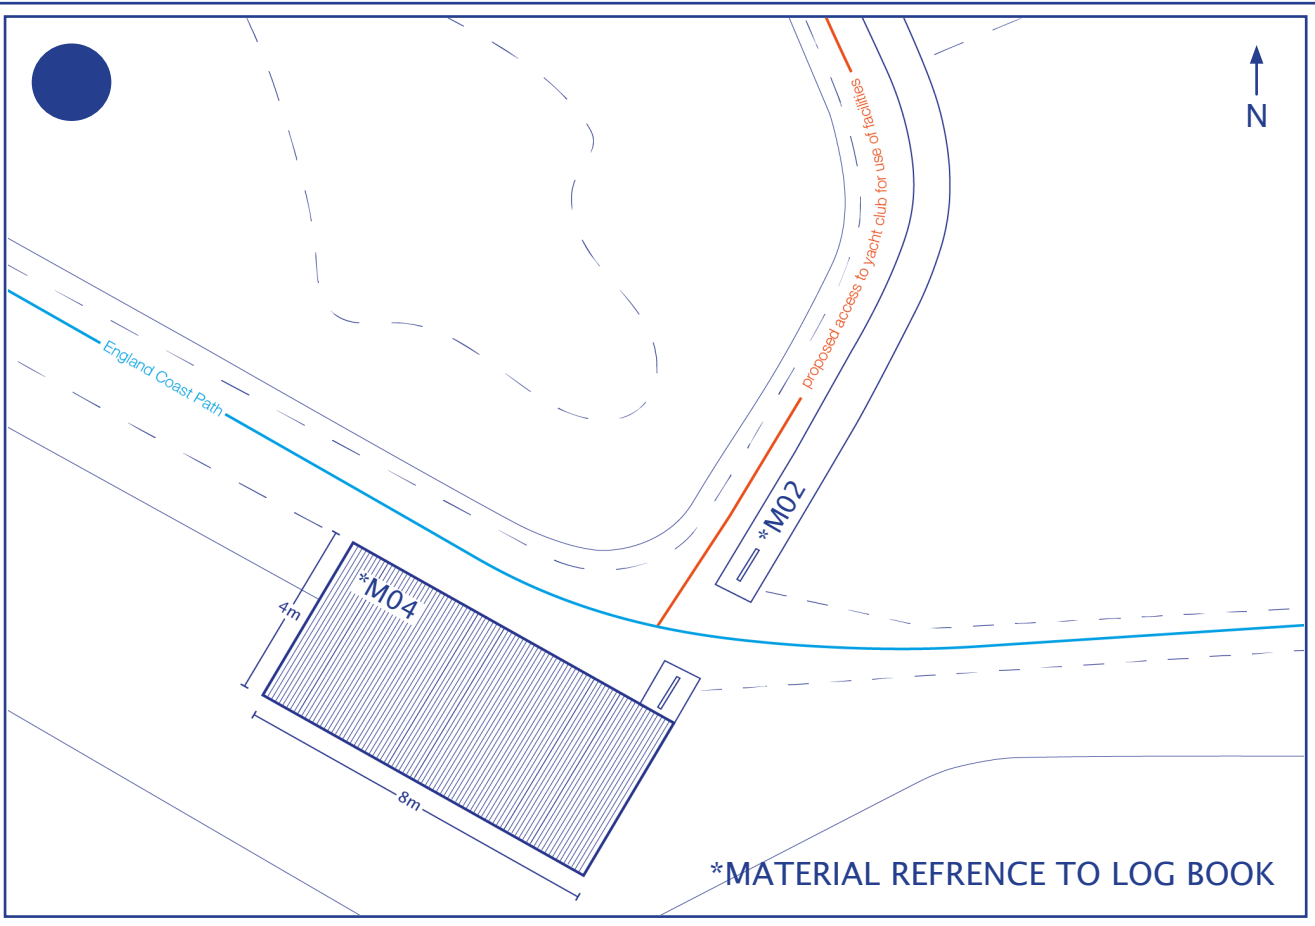 N
proposed access to yacht club for use of facilities
England Coast Path
*M02
*M04
4m
8m
*MATERIAL REFRENCE TO LOG BOOK